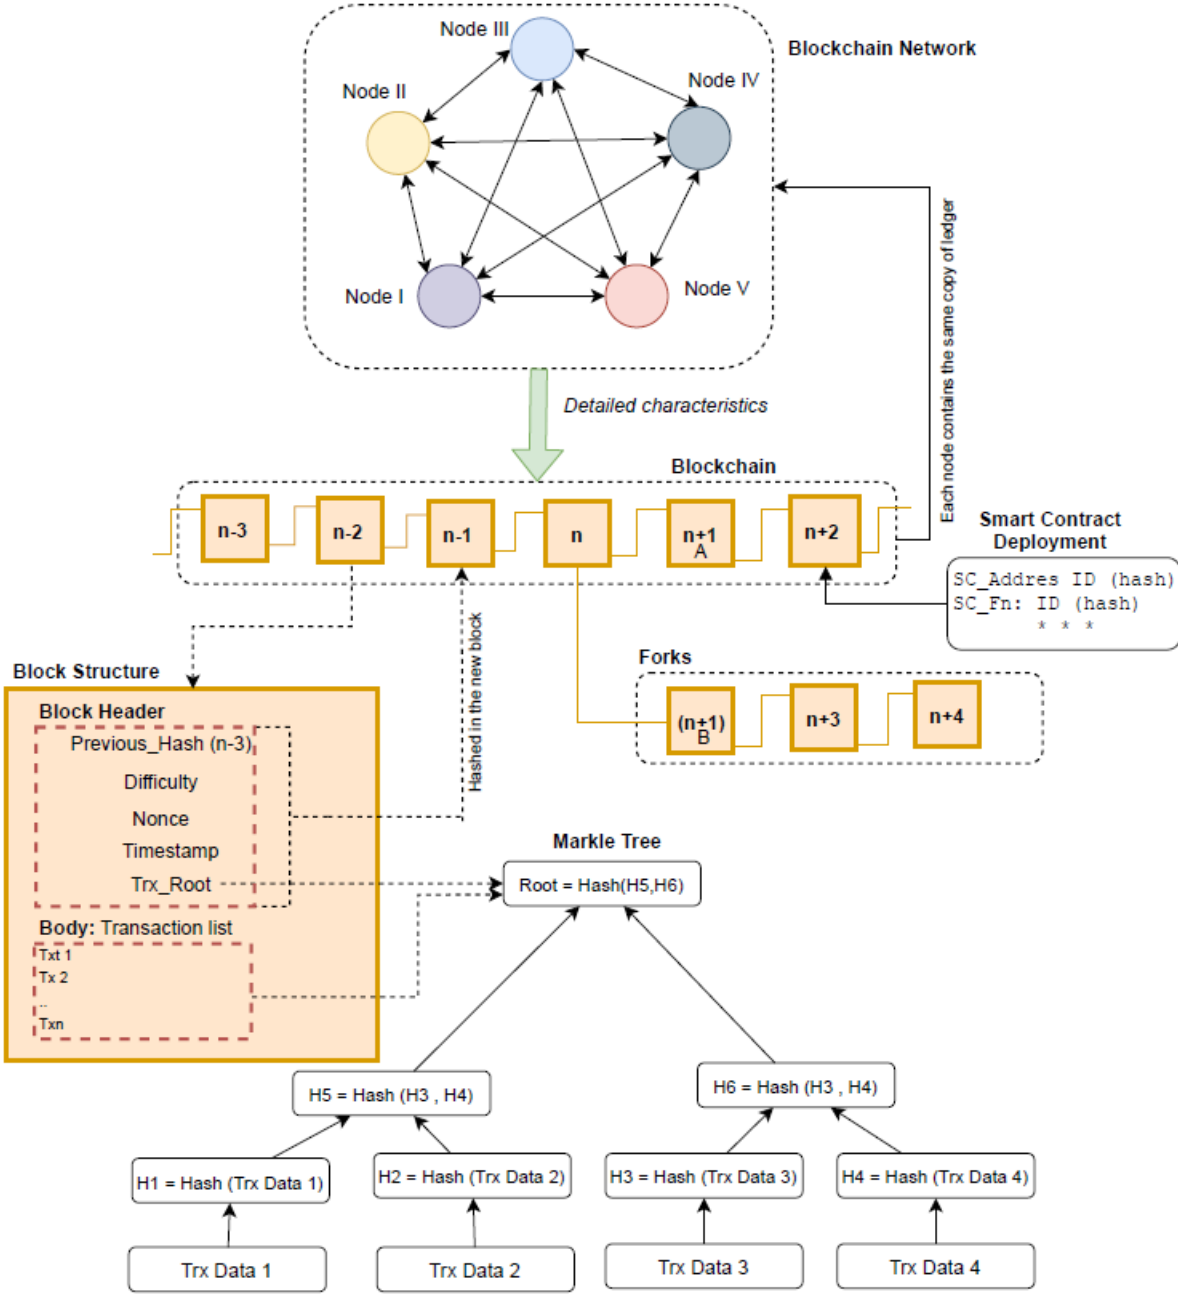 Node III
Blockchain Network
Node IV
Node II
Node I
Node V
Each node contains the same copy of ledger
Detailed characteristics
Blockchain
n-3
n-2
n-1
n
n+1
A
n+2
Smart Contract
Deployment
SC_Addres ID (hash)
SC_Fn: ID (hash)
* * *
Hashed in the new block
Forks
(n+1)
B
n+3
n+4
Block Structure
Block Header
Previous_Hash (n-3)
Difficulty
Nonce
Timestamp
Trx_Root
Body: Transaction list
Txt 1
Tx 2
..
Txn
Markle Tree
Root = Hash(H5,H6)
H5 = Hash (H3 , H4)
H6 = Hash (H3 , H4)
H1 = Hash (Trx Data 1)
H2 = Hash (Trx Data 2)
H3 = Hash (Trx Data 3)
H4 = Hash (Trx Data 4)
Trx Data 1
Trx Data 2
Trx Data 3
Trx Data 4